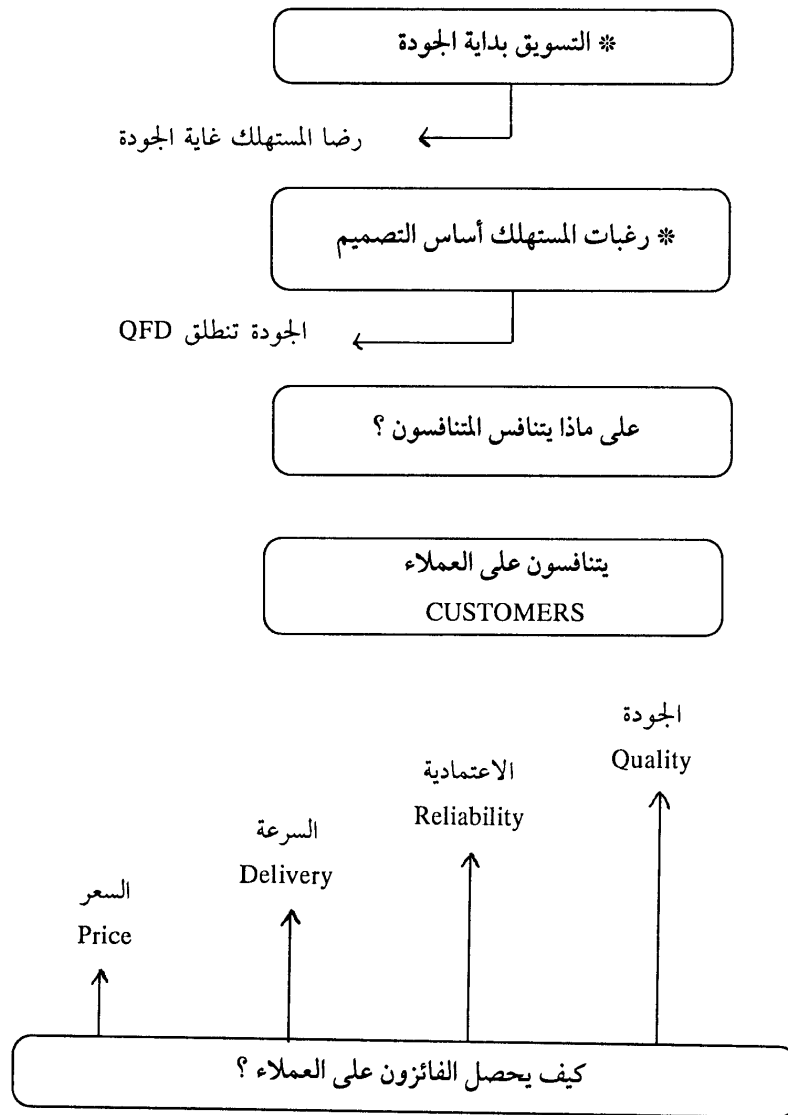 * التسويق بداية الجودة
رضا المستهلك غاية الجودة
* رغبات المستهلك أساس التصميم
الجودة تنطلق QFD
على ماذا يتنافس المتنافسون ؟
يتنافسون على العملاء
CUSTOMERS
الجودة
Quality
الاعتمادية
Reliability
السرعة
Delivery
السعر
Price
كيف يحصل الفائزون على العملاء ؟